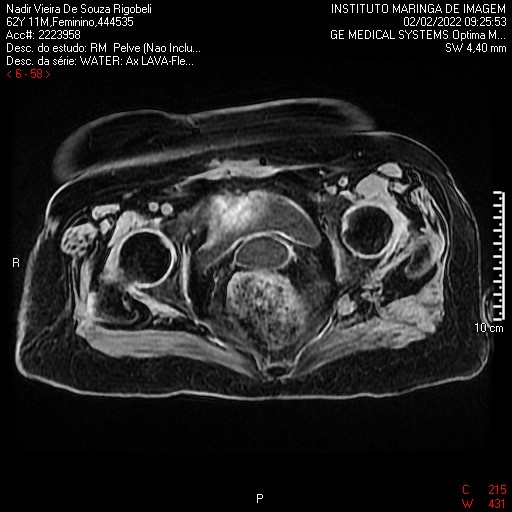 Nadir Vieira De Souza Rigobeli
62Y 11M,Feminino,444535
Acc#: 2223958
Desc. do estudo: RM Pelve (Nao Inclu...
Desc. da série: WATER: Ax LAVA-Fle...
< 6 - 58 >
INSTITUTO MARINGA DE IMAGEM
02/02/2022 09:25:53
GE MEDICAL SYSTEMS Optima M...
SW 4,40 mm
R
10 cm
P
C 215
W 431